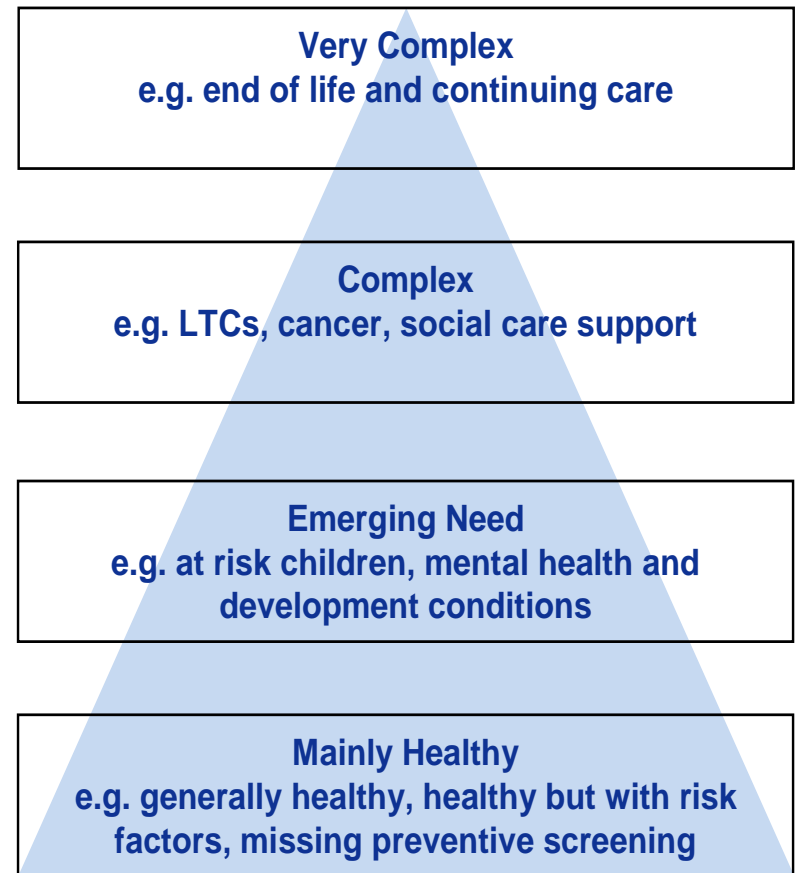 Very Complex
e.g. end of life and continuing care
Complex
e.g. LTCs, cancer, social care support
Emerging Need
e.g. at risk children, mental health and
development conditions
Mainly Healthy
e.g. generally healthy, healthy but with risk
factors, missing preventive screening